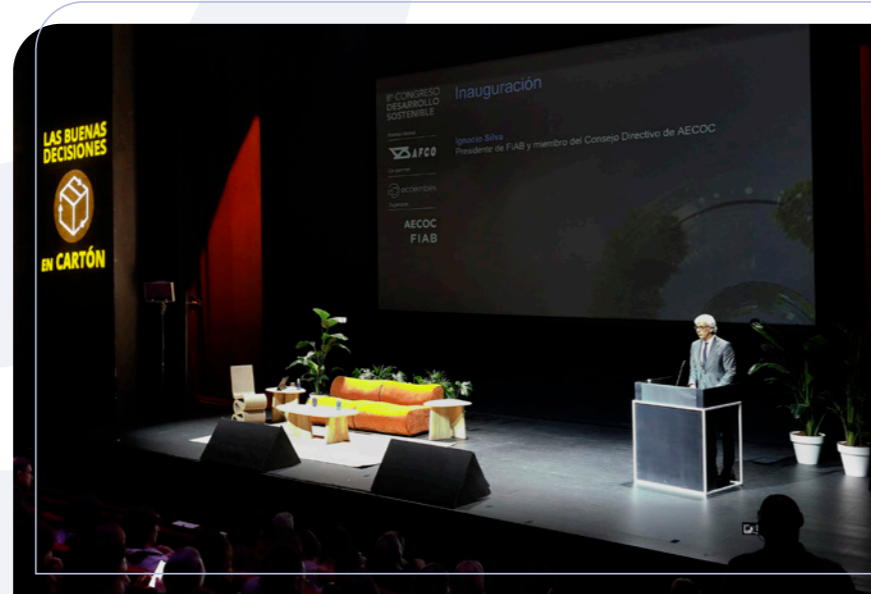 LAS BUENAS
DECISIONES
EN CARTÓN
8º CONGRESO
DESARROLLO
SOSTENIBLE
AFCO
ecoembes
AECOC
FIAB
Inauguración
Ignacio Silva
Presidente de FIAB y miembro del Consejo Directivo de AECOC